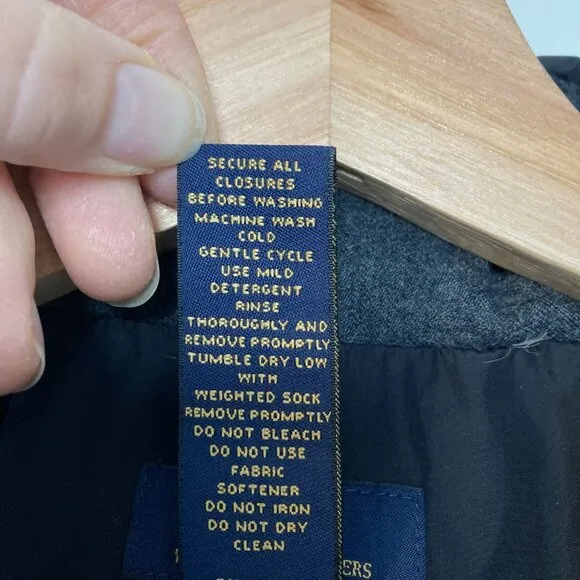 SECURE ALL
CLOSURES
BEFORE WASHING
MACHINE WASH
COLD
GENTLE CYCLE
USE MILD
DETERGENT
RINSE
THOROUGHLY AND
REMOVE PROMPTLY
TUMBLE DRY LOW
WITH
WEIGHTED SOCK
REMOVE PROMPTLY
DO NOT BLEACH
DO NOT USE
FABRIC
SOFTENER
DO NOT IRON
DO NOT DRY
CLEAN
ERS